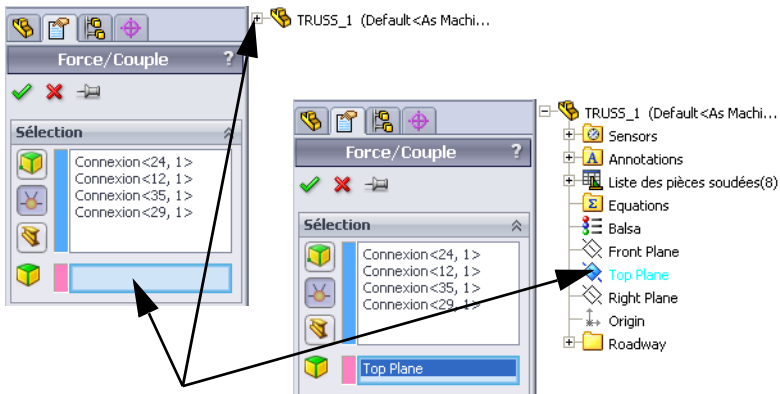 TRUSS_1 (Default<As Machi...
Force/Couple ?
Sélection
Connexion<24, 1>
Connexion<12, 1>
Connexion<35, 1>
Connexion<29, 1>
Force/Couple ?
Sélection
Connexion<24, 1>
Connexion<12, 1>
Connexion<35, 1>
Connexion<29, 1>
Top Plane
TRUSS_1 (Default<As Machi...
Sensors
A Annotations
Liste des pièces soudées(8)
Σ Equations
Balsa
Front Plane
Top Plane
Right Plane
Origin
Roadway